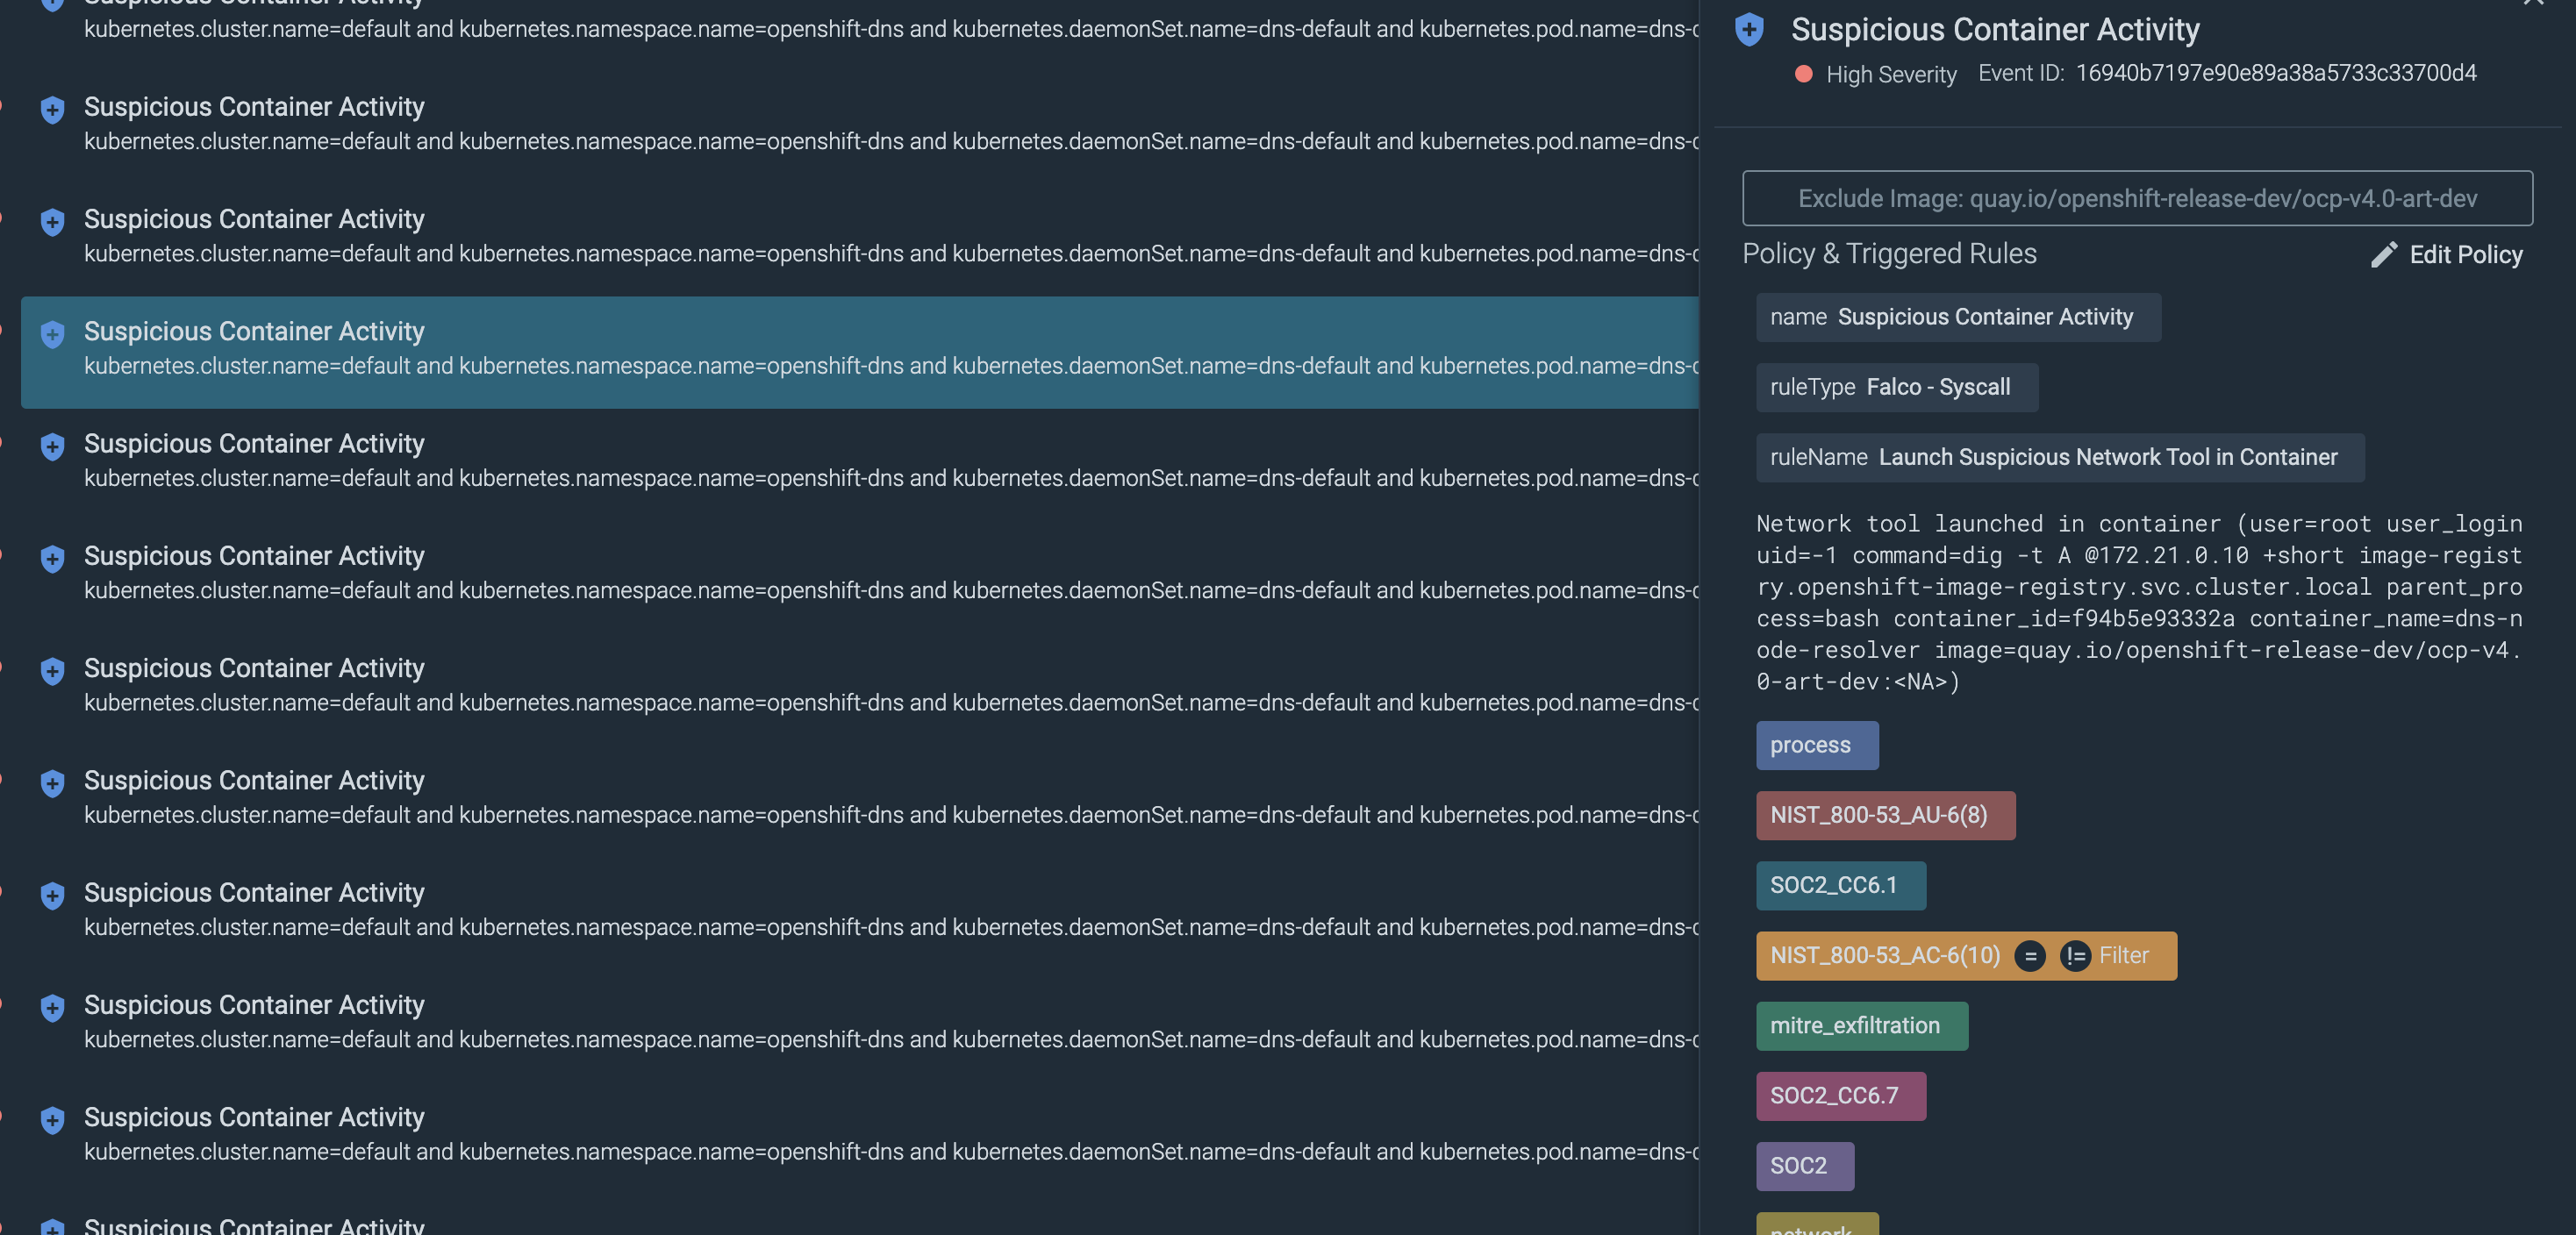 Suspicious Container Activity
kubernetes.cluster.name=default and kubernetes.namespace.name=openshift-dns and kubernetes.daemonSet.name=dns-default and kubernetes.pod.name=dns-d
Suspicious Container Activity
kubernetes.cluster.name=default and kubernetes.namespace.name=openshift-dns and kubernetes.daemonSet.name=dns-default and kubernetes.pod.name=dns-d
Suspicious Container Activity
kubernetes.cluster.name=default and kubernetes.namespace.name=openshift-dns and kubernetes.daemonSet.name=dns-default and kubernetes.pod.name=dns-d
Suspicious Container Activity
kubernetes.cluster.name=default and kubernetes.namespace.name=openshift-dns and kubernetes.daemonSet.name=dns-default and kubernetes.pod.name=dns-d
Suspicious Container Activity
kubernetes.cluster.name=default and kubernetes.namespace.name=openshift-dns and kubernetes.daemonSet.name=dns-default and kubernetes.pod.name=dns-d
Suspicious Container Activity
kubernetes.cluster.name=default and kubernetes.namespace.name=openshift-dns and kubernetes.daemonSet.name=dns-default and kubernetes.pod.name=dns-d
Suspicious Container Activity
kubernetes.cluster.name=default and kubernetes.namespace.name=openshift-dns and kubernetes.daemonSet.name=dns-default and kubernetes.pod.name=dns-d
Suspicious Container Activity
kubernetes.cluster.name=default and kubernetes.namespace.name=openshift-dns and kubernetes.daemonSet.name=dns-default and kubernetes.pod.name=dns-d
Suspicious Container Activity
kubernetes.cluster.name=default and kubernetes.namespace.name=openshift-dns and kubernetes.daemonSet.name=dns-default and kubernetes.pod.name=dns-d
Suspicious Container Activity
kubernetes.cluster.name=default and kubernetes.namespace.name=openshift-dns and kubernetes.daemonSet.name=dns-default and kubernetes.pod.name=dns-d
Suspicious Container Activity
kubernetes.cluster.name=default and kubernetes.namespace.name=openshift-dns and kubernetes.daemonSet.name=dns-default and kubernetes.pod.name=dns-d
Suspicious Container Activity
Suspicious Container Activity
High Severity Event ID: 16940b7197e90e89a38a5733c33700d4
Exclude Image: quay.io/openshift-release-dev/ocp-v4.0-art-dev
Policy & Triggered Rules Edit Policy
name Suspicious Container Activity
ruleType Falco - Syscall
ruleName Launch Suspicious Network Tool in Container
Network tool launched in container (user=root user_login
uid=-1 command=dig -t A @172.21.0.10 +short image-regist
ry.openshift-image-registry.svc.cluster.local parent_pro
cess=bash container_id=f94b5e93332a container_name=dns-n
ode-resolver image=quay.io/openshift-release-dev/ocp-v4.
0-art-dev:<NA>)
process
NIST_800-53_AU-6(8)
SOC2_CC6.1
NIST_800-53_AC-6(10) = != Filter
mitre_exfiltration
SOC2_CC6.7
SOC2
network